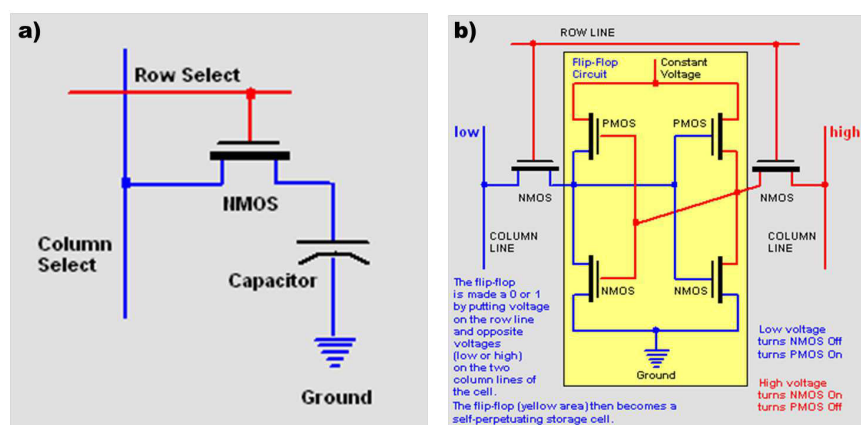 a)
Row Select
NMOS
Column
Select
Capacitor
Ground
b)
ROW LINE
Flip-Flop
Circuit
Constant
Voltage
low
PMOS
PMOS
high
NMOS
NMOS
COLUMN
LINE
COLUMN
LINE
NMOS
NMOS
Ground
The flip-flop
is made a 0 or 1
by putting voltage
on the row line
and opposite
voltages
(low or high)
on the two
column lines of
the cell.
The flip-flop (yellow area) then becomes a
self-perpetuating storage cell.
Low voltage
turns NMOS Off
turns PMOS On
High voltage
turns NMOS On
turns PMOS Off